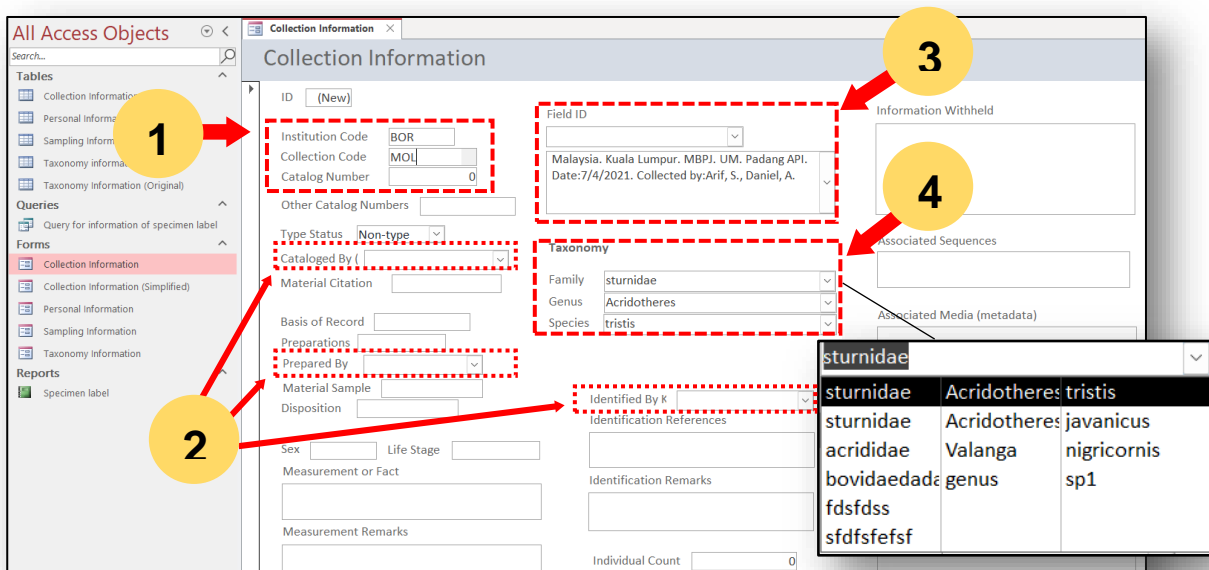 All Access Objects
Search...
Tables
Collection Information
Personal Informa
Sampling Inform
Taxonomy informa
Taxonomy Information (Original)
Queries
Query for information of specimen label
Forms
Collection Information
Collection Information (Simplified)
Personal Information
Sampling Information
Taxonomy Information
Reports
Specimen label
Collection Information
Collection Information
ID (New)
Institution Code BOR
Collection Code MOL
Catalog Number 0
Other Catalog Numbers
Type Status Non-type
Cataloged By (
Material Citation
Basis of Record
Preparations
Prepared By
Material Sample
Disposition
Sex Life Stage
Measurement or Fact
Measurement Remarks
Field ID
Malaysia. Kuala Lumpur. MBPJ. UM. Padang API.
Date:7/4/2021. Collected by:Arif, S., Daniel, A.
Taxonomy
Family sturnidae
Genus Acridotheres
Species tristis
Identified By K
Identification References
Identification Remarks
Individual Count 0
Information Withheld
Associated Sequences
Associated Media (metadata)
sturnidae
sturnidae Acridotheres tristis
sturnidae Acridotheres javanicus
acrididae Valanga nigricornis
bovidaedada genus sp1
fdsfdss
sfdfsfefsf
1
2
3
4